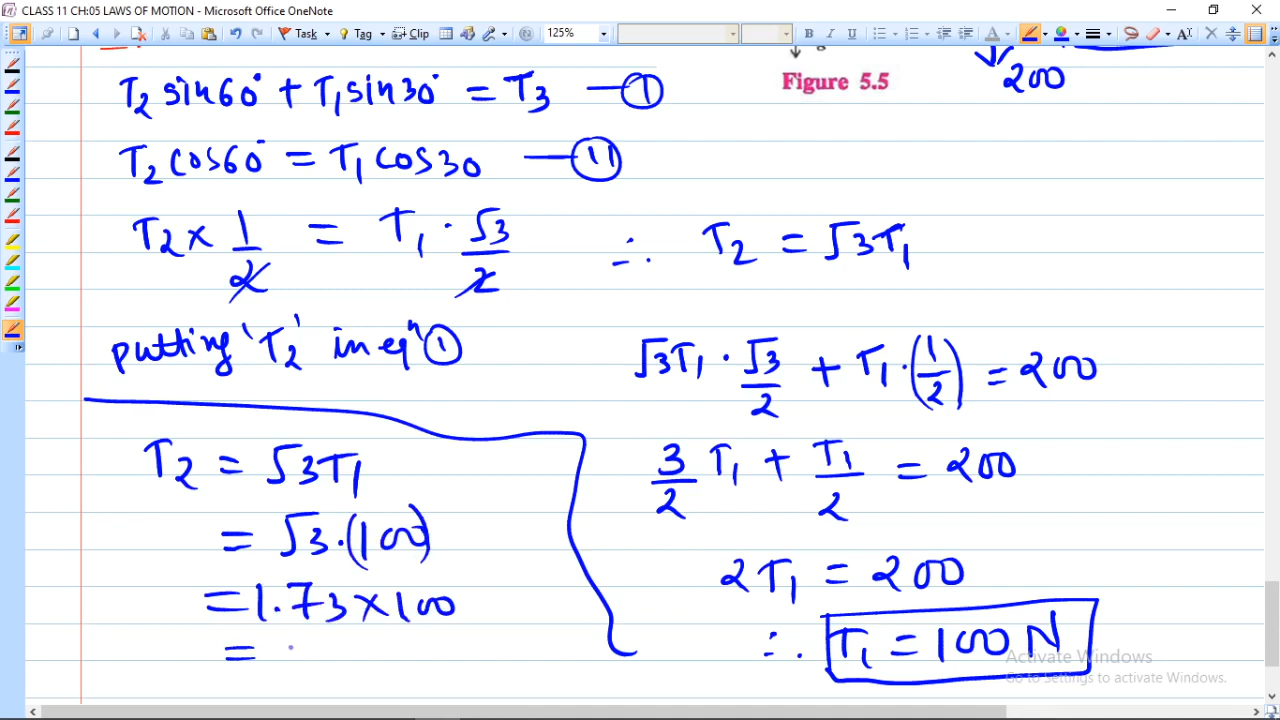 CLASS 11 CH:05 LAWS OF MOTION - Microsoft Office OneNote
Task Tag Clip 125% B I U
200
Figure 5.5
T₂ sin60° + T₁ sin30° = T₃ — ①
T₂ cos60° = T₁ cos30 — ⑪
T₂ × 1/2 = T₁ · √3/2 ∴ T₂ = √3T₁
putting 'T₂' in eqⁿ ①
√3T₁ · √3/2 + T₁ · (1/2) = 200
3/2 T₁ + T₁/2 = 200
2T₁ = 200
∴ T₁ = 100 N
T₂ = √3T₁
= √3 · (100)
= 1.73 × 100
=
Activate Windows
Go to Settings to activate Windows.